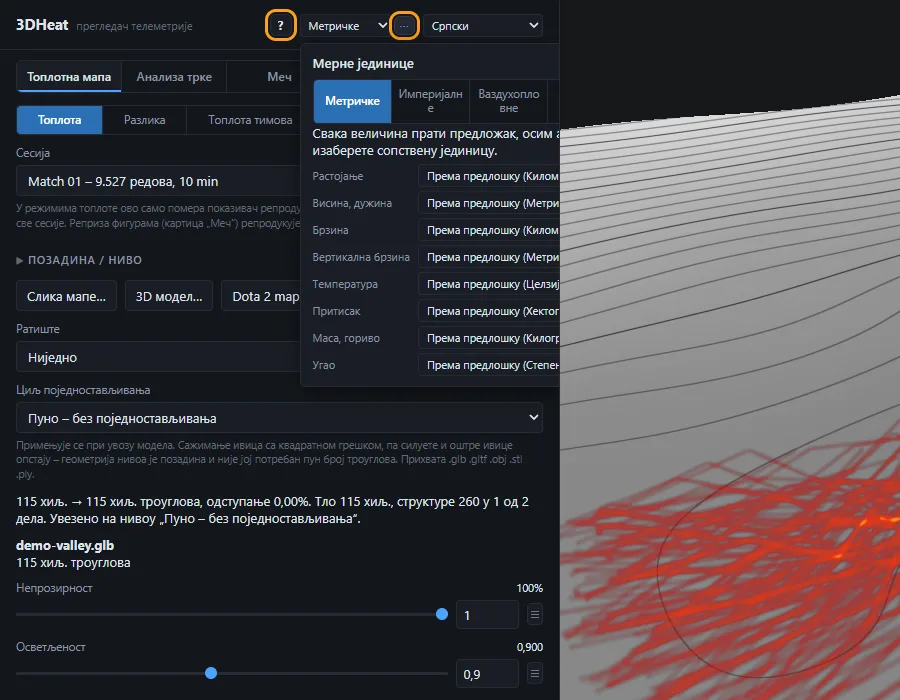 3DHeat прегледач телеметрије
?
Метричке
...
Српски
Топлотна мапа
Анализа трке
Меч
Топлота
Разлика
Топлота тимова
Сесија
Match 01 – 9.527 редова, 10 min
У режимима топлоте ово само помера показивач репроду
све сесије. Реприза фигурама (картица „Меч“) репродукује
▶ ПОЗАДИНА / НИВО
Слика мапе...
3D модел...
Dota 2 map
Ратиште
Ниједно
Циљ поједностављивања
Пуно – без поједностављивања
Примењује се при увозу модела. Сажимање ивица са квадратном грешком, па силуете и оштре ивице
опстају – геометрија нивоа је позадина и није јој потребан пун број троуглова. Прихвата .glb .gltf .obj .stl
.ply.
115 хиљ. → 115 хиљ. троуглова, одступање 0,00%. Тло 115 хиљ., структуре 260 у 1 од 2
дела. Увезено на нивоу „Пуно – без поједностављивања“.
demo-valley.glb
115 хиљ. троуглова
Непрозирност
100%
1
Осветљеност
0,900
0,9
Мерне јединице
Метричке
Империјалн
е
Ваздухопло
вне
Свака величина прати предложак, осим а
изаберете сопствену јединицу.
Растојање
Према предлошку (Килом
Висина, дужина
Према предлошку (Метри
Брзина
Према предлошку (Килом
Вертикална брзина
Према предлошку (Метри
Температура
Према предлошку (Целзиј
Притисак
Према предлошку (Хектоп
Маса, гориво
Према предлошку (Килогр
Угао
Према предлошку (Степен